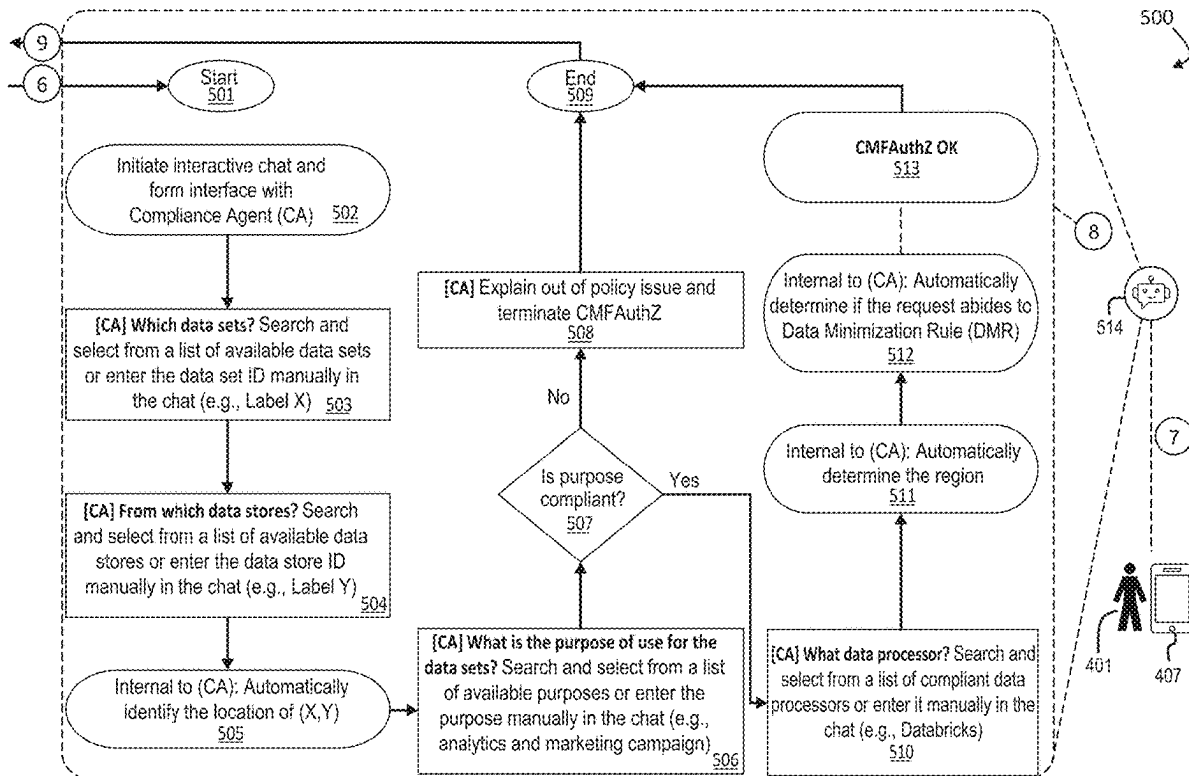 500
9
6
Start
501
End
509
Initiate interactive chat and
form interface with
Compliance Agent (CA) 502
[CA] Which data sets? Search and
select from a list of available data sets
or enter the data set ID manually in
the chat (e.g., Label X) 503
[CA] From which data stores? Search
and select from a list of available data
stores or enter the data store ID
manually in the chat (e.g., Label Y) 504
Internal to (CA): Automatically
identify the location of (X,Y)
505
[CA] What is the purpose of use for the
data sets? Search and select from a list
of available purposes or enter the
purpose manually in the chat (e.g.,
analytics and marketing campaign) 506
Is purpose
compliant?
507
No
Yes
[CA] Explain out of policy issue and
terminate CMFAuthZ
508
[CA] What data processor? Search and
select from a list of compliant data
processors or enter it manually in the
chat (e.g., Databricks)
510
Internal to (CA): Automatically
determine the region
511
Internal to (CA): Automatically
determine if the request abides to
Data Minimization Rule (DMR)
512
CMFAuthZ OK
513
8
514
7
401
407